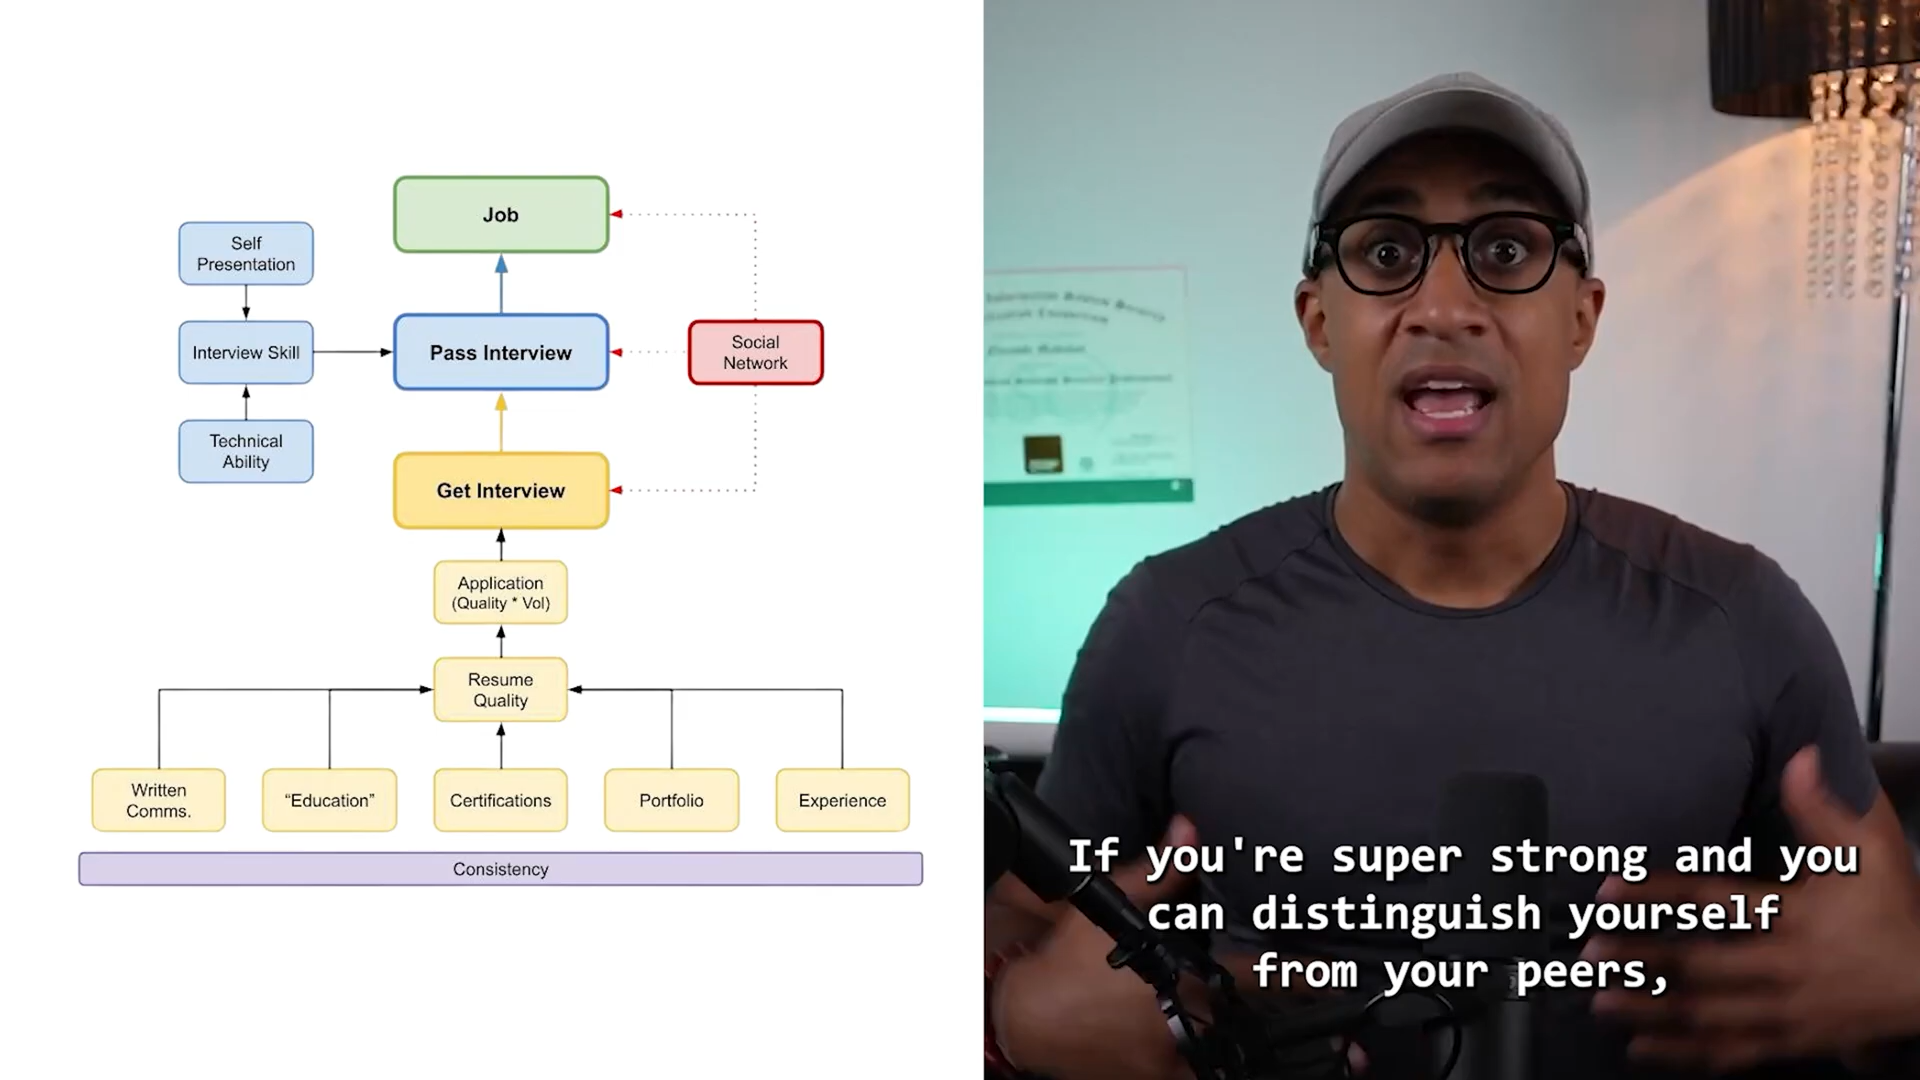 Job
Self
Presentation
Interview Skill
Pass Interview
Social
Network
Technical
Ability
Get Interview
Application
(Quality * Vol)
Resume
Quality
Written
Comms.
“Education”
Certifications
Portfolio
Experience
Consistency
If you're super strong and you
can distinguish yourself
from your peers,